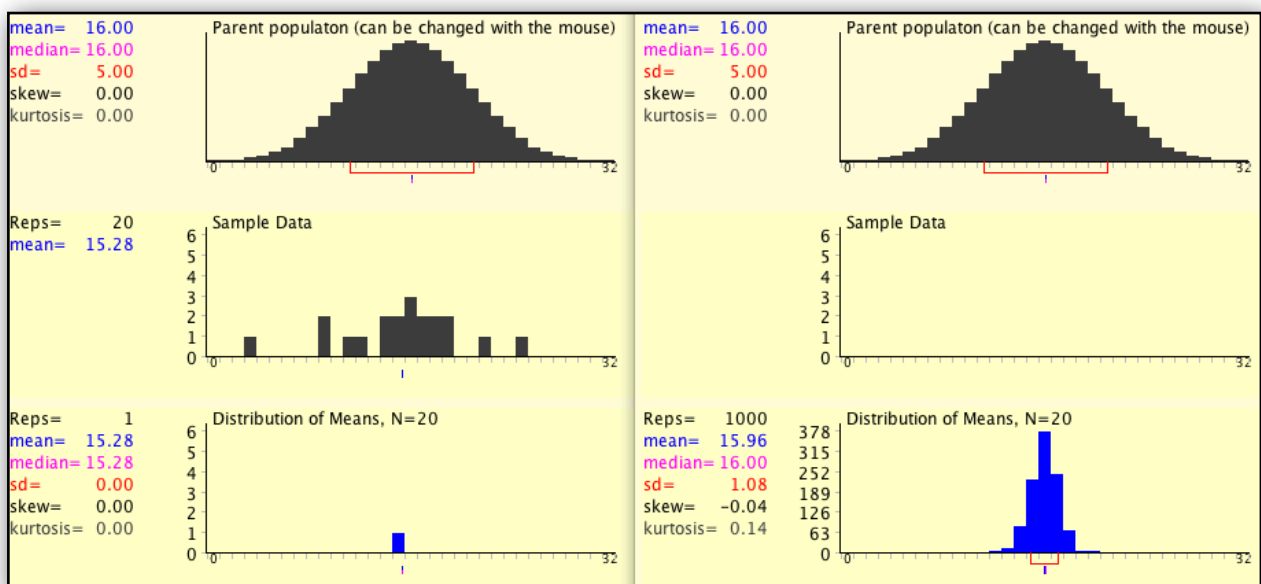 mean= 16.00
median= 16.00
sd= 5.00
skew= 0.00
kurtosis= 0.00
Parent populaton (can be changed with the mouse)
0 32
Reps= 20
mean= 15.28
Sample Data
6
5
4
3
2
1
0
0 32
Reps= 1
mean= 15.28
median= 15.28
sd= 0.00
skew= 0.00
kurtosis= 0.00
Distribution of Means, N=20
6
5
4
3
2
1
0
0 32
mean= 16.00
median= 16.00
sd= 5.00
skew= 0.00
kurtosis= 0.00
Parent populaton (can be changed with the mouse)
0 32
Sample Data
6
5
4
3
2
1
0
0 32
Reps= 1000
mean= 15.96
median= 16.00
sd= 1.08
skew= -0.04
kurtosis= 0.14
Distribution of Means, N=20
378
315
252
189
126
63
0
0 32